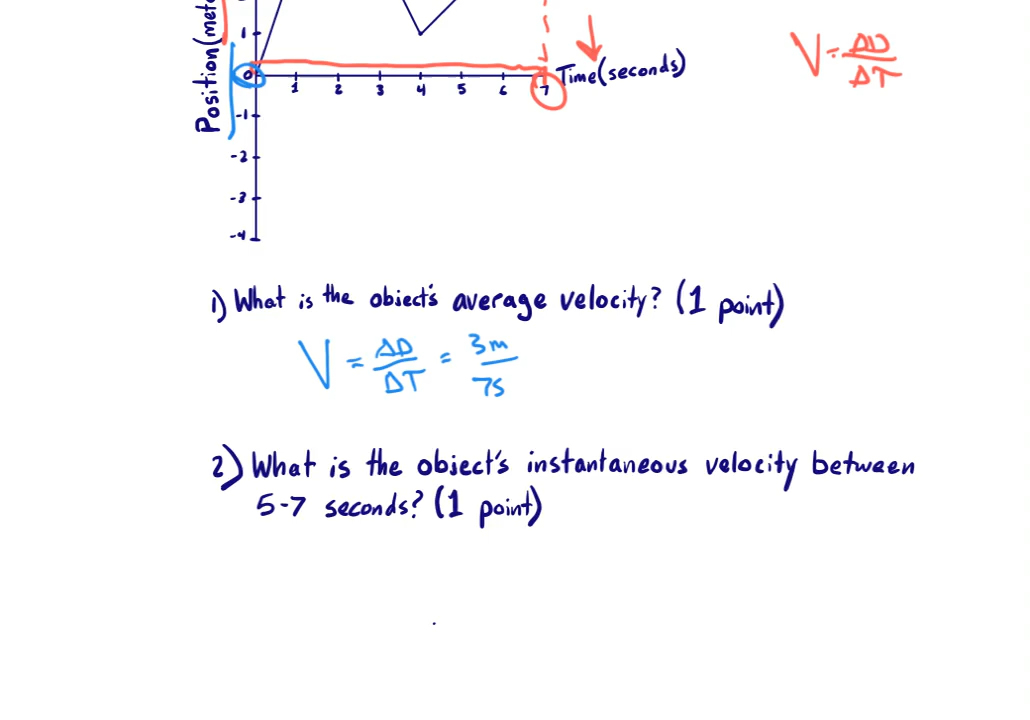 Position(mete
1
0
1 2 3 4 5 6 7
Time(seconds)
-1
-2
-3
-4
V = ΔD/ΔT
1) What is the object's average velocity? (1 point)
V = ΔD/ΔT = 3m/7s
2) What is the object's instantaneous velocity between
5-7 seconds? (1 point)